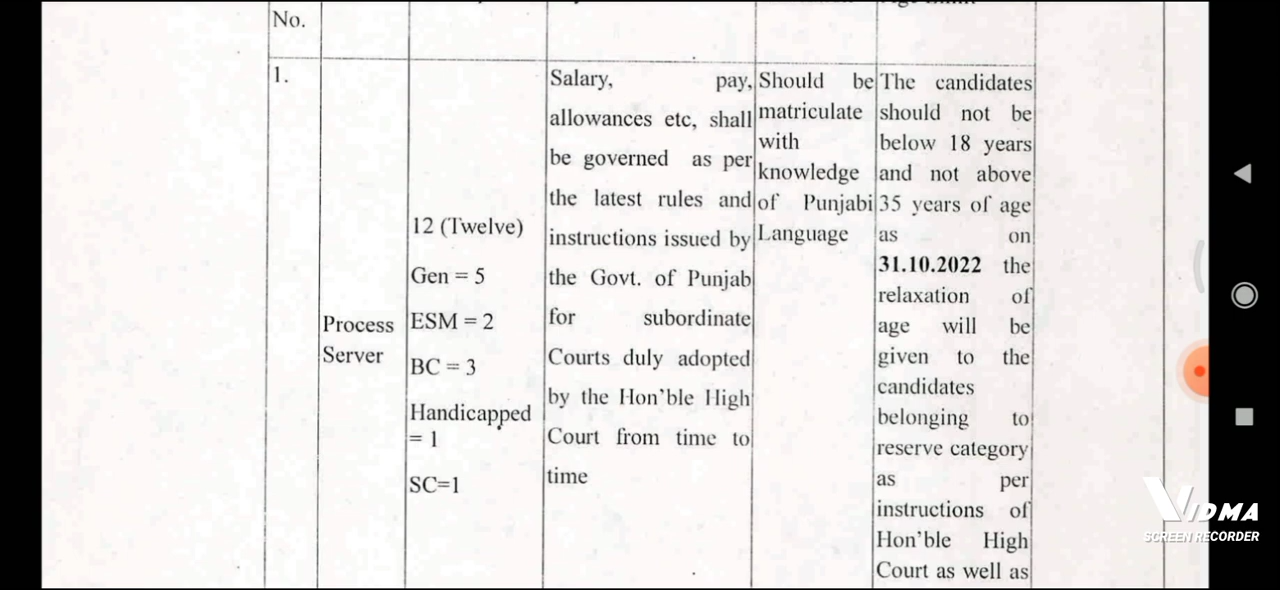 No.
1.
Process
Server
12 (Twelve)
Gen = 5
ESM = 2
BC = 3
Handicapped
= 1
SC=1
Salary, pay,
allowances etc, shall
be governed as per
the latest rules and
instructions issued by
the Govt. of Punjab
for subordinate
Courts duly adopted
by the Hon'ble High
Court from time to
time
Should be
matriculate
with
knowledge
of Punjabi
Language
The candidates
should not be
below 18 years
and not above
35 years of age
as on
31.10.2022 the
relaxation of
age will be
given to the
candidates
belonging to
reserve category
as per
instructions of
Hon'ble High
Court as well as
VIDMA
SCREEN RECORDER